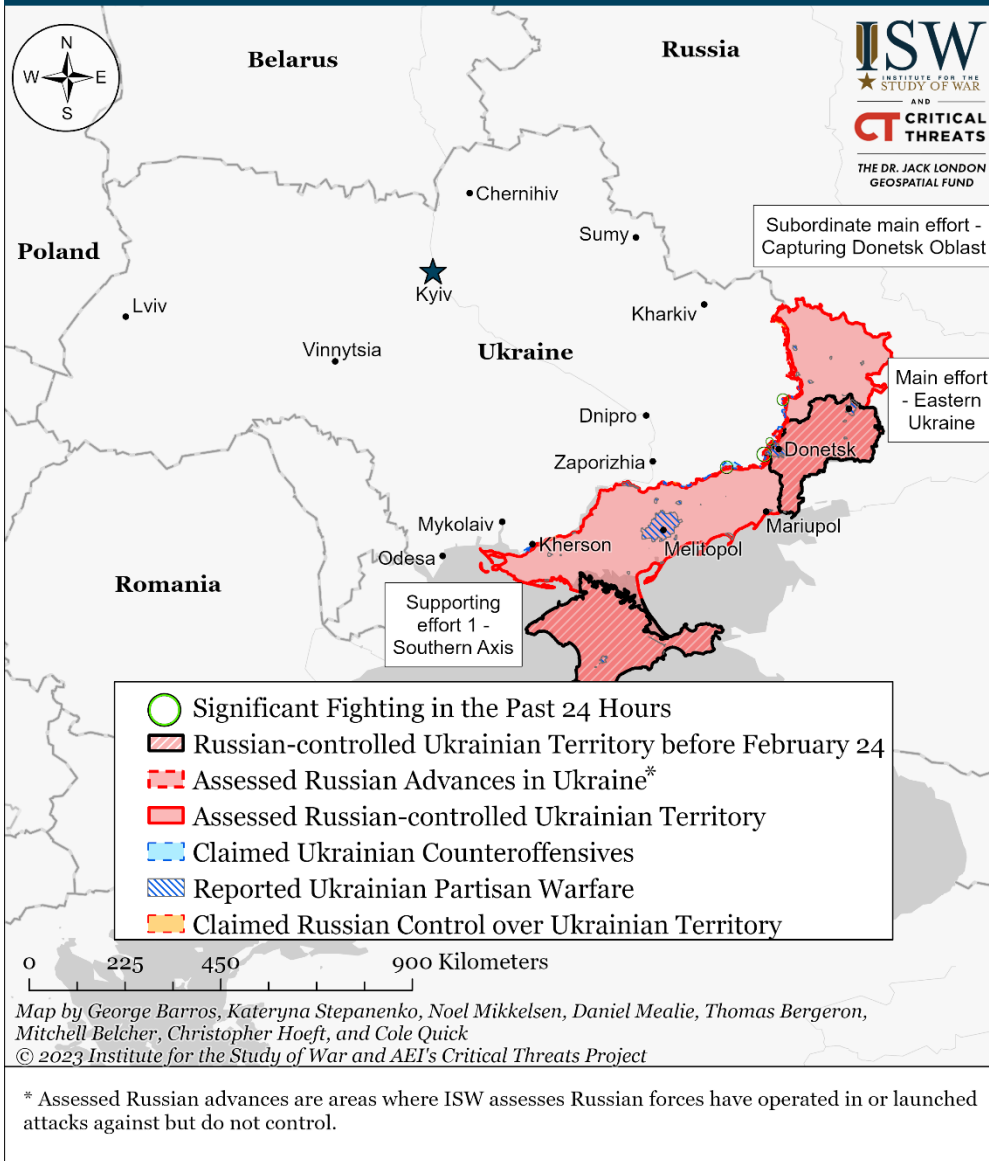 N
W
E
S
Belarus
Russia
ISW
INSTITUTE FOR THE
STUDY OF WAR
AND
CT CRITICAL
THREATS
THE DR. JACK LONDON
GEOSPATIAL FUND
Chernihiv
Subordinate main effort -
Capturing Donetsk Oblast
Sumy
Poland
Kyiv
Lviv
Kharkiv
Vinnytsia
Ukraine
Main effort
- Eastern
Ukraine
Dnipro
Donetsk
Zaporizhia
Mariupol
Mykolaiv
Kherson
Melitopol
Odesa
Romania
Supporting
effort 1 -
Southern Axis
Significant Fighting in the Past 24 Hours
Russian-controlled Ukrainian Territory before February 24
Assessed Russian Advances in Ukraine*
Assessed Russian-controlled Ukrainian Territory
Claimed Ukrainian Counteroffensives
Reported Ukrainian Partisan Warfare
Claimed Russian Control over Ukrainian Territory
0 225 450 900 Kilometers
Map by George Barros, Kateryna Stepanenko, Noel Mikkelsen, Daniel Mealie, Thomas Bergeron,
Mitchell Belcher, Christopher Hoeft, and Cole Quick
© 2023 Institute for the Study of War and AEI's Critical Threats Project
* Assessed Russian advances are areas where ISW assesses Russian forces have operated in or launched
attacks against but do not control.